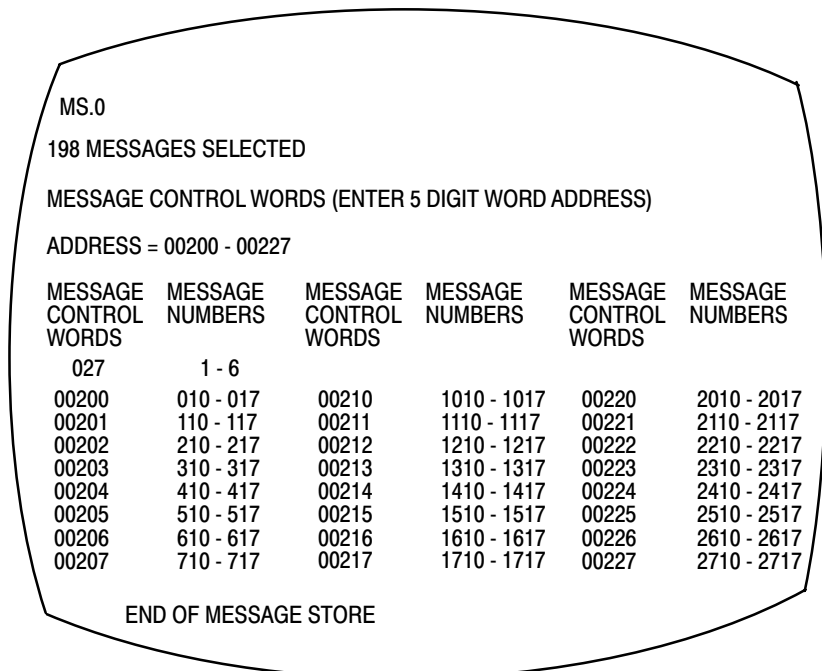 MS.0
198 MESSAGES SELECTED
MESSAGE CONTROL WORDS (ENTER 5 DIGIT WORD ADDRESS)
ADDRESS = 00200 - 00227
MESSAGE MESSAGE MESSAGE MESSAGE MESSAGE MESSAGE
CONTROL NUMBERS CONTROL NUMBERS CONTROL NUMBERS
WORDS WORDS WORDS
027 1 - 6
00200 010 - 017 00210 1010 - 1017 00220 2010 - 2017
00201 110 - 117 00211 1110 - 1117 00221 2110 - 2117
00202 210 - 217 00212 1210 - 1217 00222 2210 - 2217
00203 310 - 317 00213 1310 - 1317 00223 2310 - 2317
00204 410 - 417 00214 1410 - 1417 00224 2410 - 2417
00205 510 - 517 00215 1510 - 1517 00225 2510 - 2517
00206 610 - 617 00216 1610 - 1617 00226 2610 - 2617
00207 710 - 717 00217 1710 - 1717 00227 2710 - 2717
END OF MESSAGE STORE